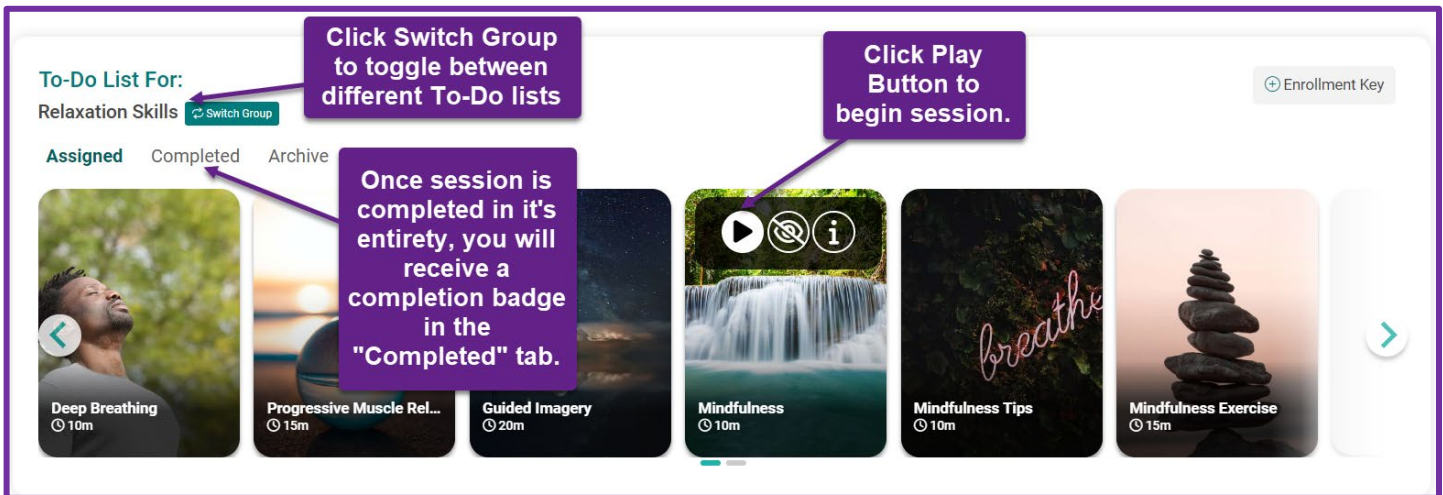 Click Switch Group
to toggle between
different To-Do lists
Click Play
Button to
begin session.
To-Do List For:
Relaxation Skills
Switch Group
Enrollment Key
Assigned
Completed
Archive
Once session is
completed in it's
entirety, you will
receive a
completion badge
in the
"Completed" tab.
i
breathe
Deep Breathing
10m
Progressive Muscle Rel...
15m
Guided Imagery
20m
Mindfulness
10m
Mindfulness Tips
10m
Mindfulness Exercise
15m